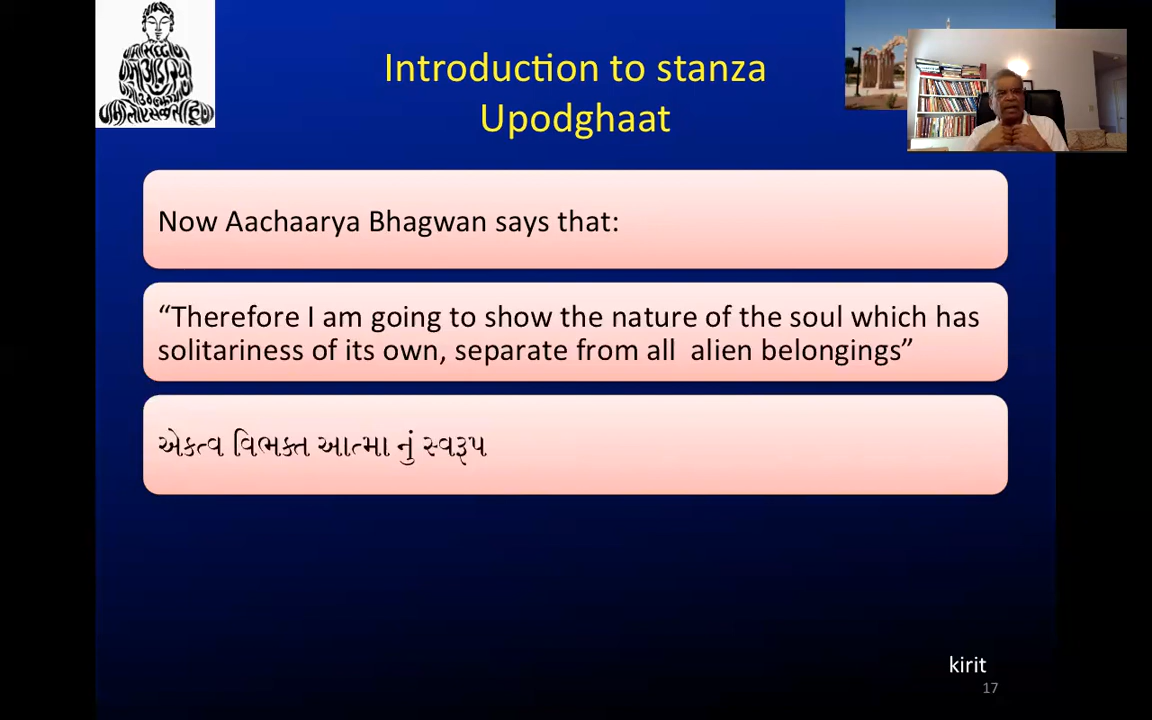 Introduction to stanza
Upodghaat
Now Aachaarya Bhagwan says that:
“Therefore I am going to show the nature of the soul which has
solitariness of its own, separate from all  alien belongings”
એકત્વ વિભક્ત આત્મા નું સ્વરૂપ
kirit
17